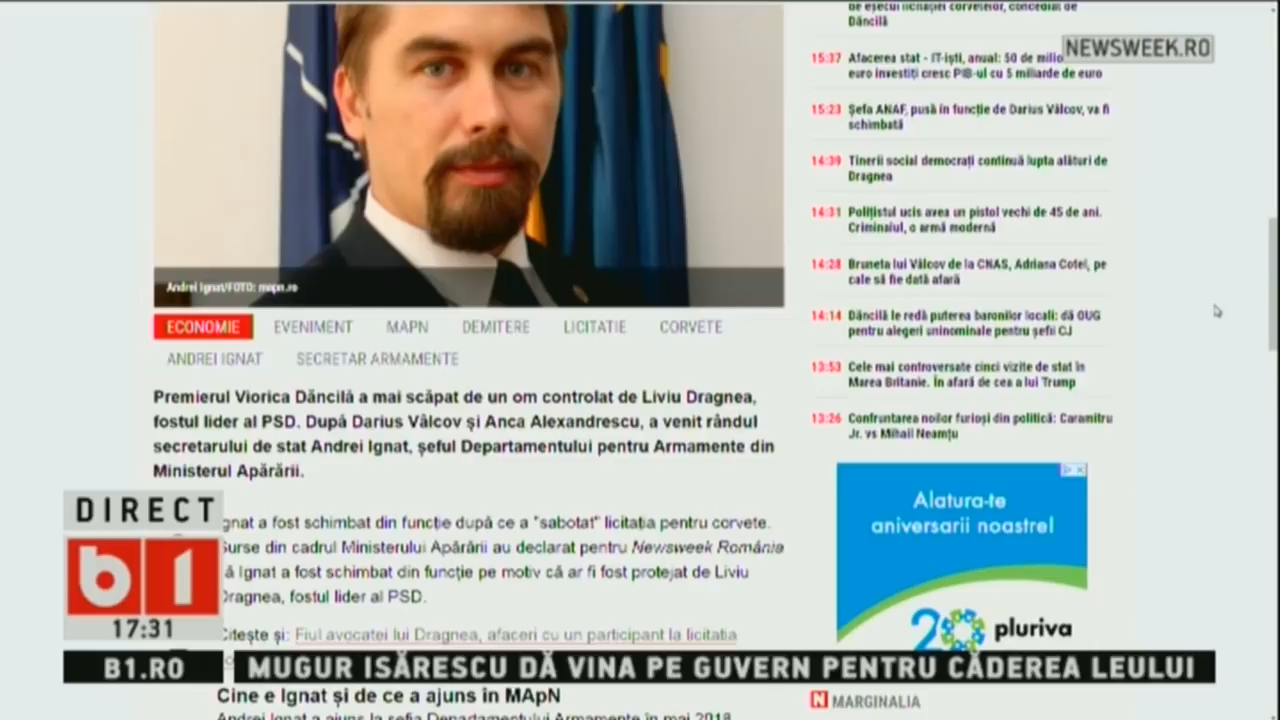 de eșecul licitației corvetelor, concediat de
Dăncilă
NEWSWEEK.RO
15:37 Afacerea stat - IT-iști, anual: 50 de milio
euro investiți cresc PIB-ul cu 5 miliarde de euro
15:23 Șefa ANAF, pusă în funcție de Darius Vâlcov, va fi
schimbată
14:39 Tinerii social democrați continuă lupta alături de
Dragnea
14:31 Polițistul ucis avea un pistol vechi de 45 de ani.
Criminalul, o armă modernă
14:28 Bruneta lui Vâlcov de la CNAS, Adriana Cotel, pe
cale să fie dată afară
14:14 Dăncilă le redă puterea baronilor locali: dă OUG
pentru alegeri uninominale pentru șefii CJ
13:53 Cele mai controversate cinci vizite de stat în
Marea Britanie. În afară de cea a lui Trump
13:26 Confruntarea noilor furioși din politică: Caramitru
Jr. vs Mihail Neamțu
Andrei Ignat/FOTO: mapn.ro
ECONOMIE EVENIMENT MAPN DEMITERE LICITATIE CORVETE
ANDREI IGNAT SECRETAR ARMAMENTE
Premierul Viorica Dăncilă a mai scăpat de un om controlat de Liviu Dragnea,
fostul lider al PSD. După Darius Vâlcov și Anca Alexandrescu, a venit rândul
secretarului de stat Andrei Ignat, șeful Departamentului pentru Armamente din
Ministerul Apărării.
gnat a fost schimbat din funcție după ce a "sabotat" licitația pentru corvete.
Surse din cadrul Ministerului Apărării au declarat pentru Newsweek România
ă Ignat a fost schimbat din funcție pe motiv că ar fi fost protejat de Liviu
Dragnea, fostul lider al PSD.
Citește și: Fiul avocatei lui Dragnea, afaceri cu un participant la licitatia
Cine e Ignat și de ce a ajuns în MApN
Andrei Ignat a ajuns la șefia Departamentului Armamente în mai 2018
Alatura-te
aniversarii noastre!
20 pluriva
MARGINALIA
DIRECT
b1
17:31
B1.RO
MUGUR ISĂRESCU DĂ VINA PE GUVERN PENTRU CĂDEREA LEULUI